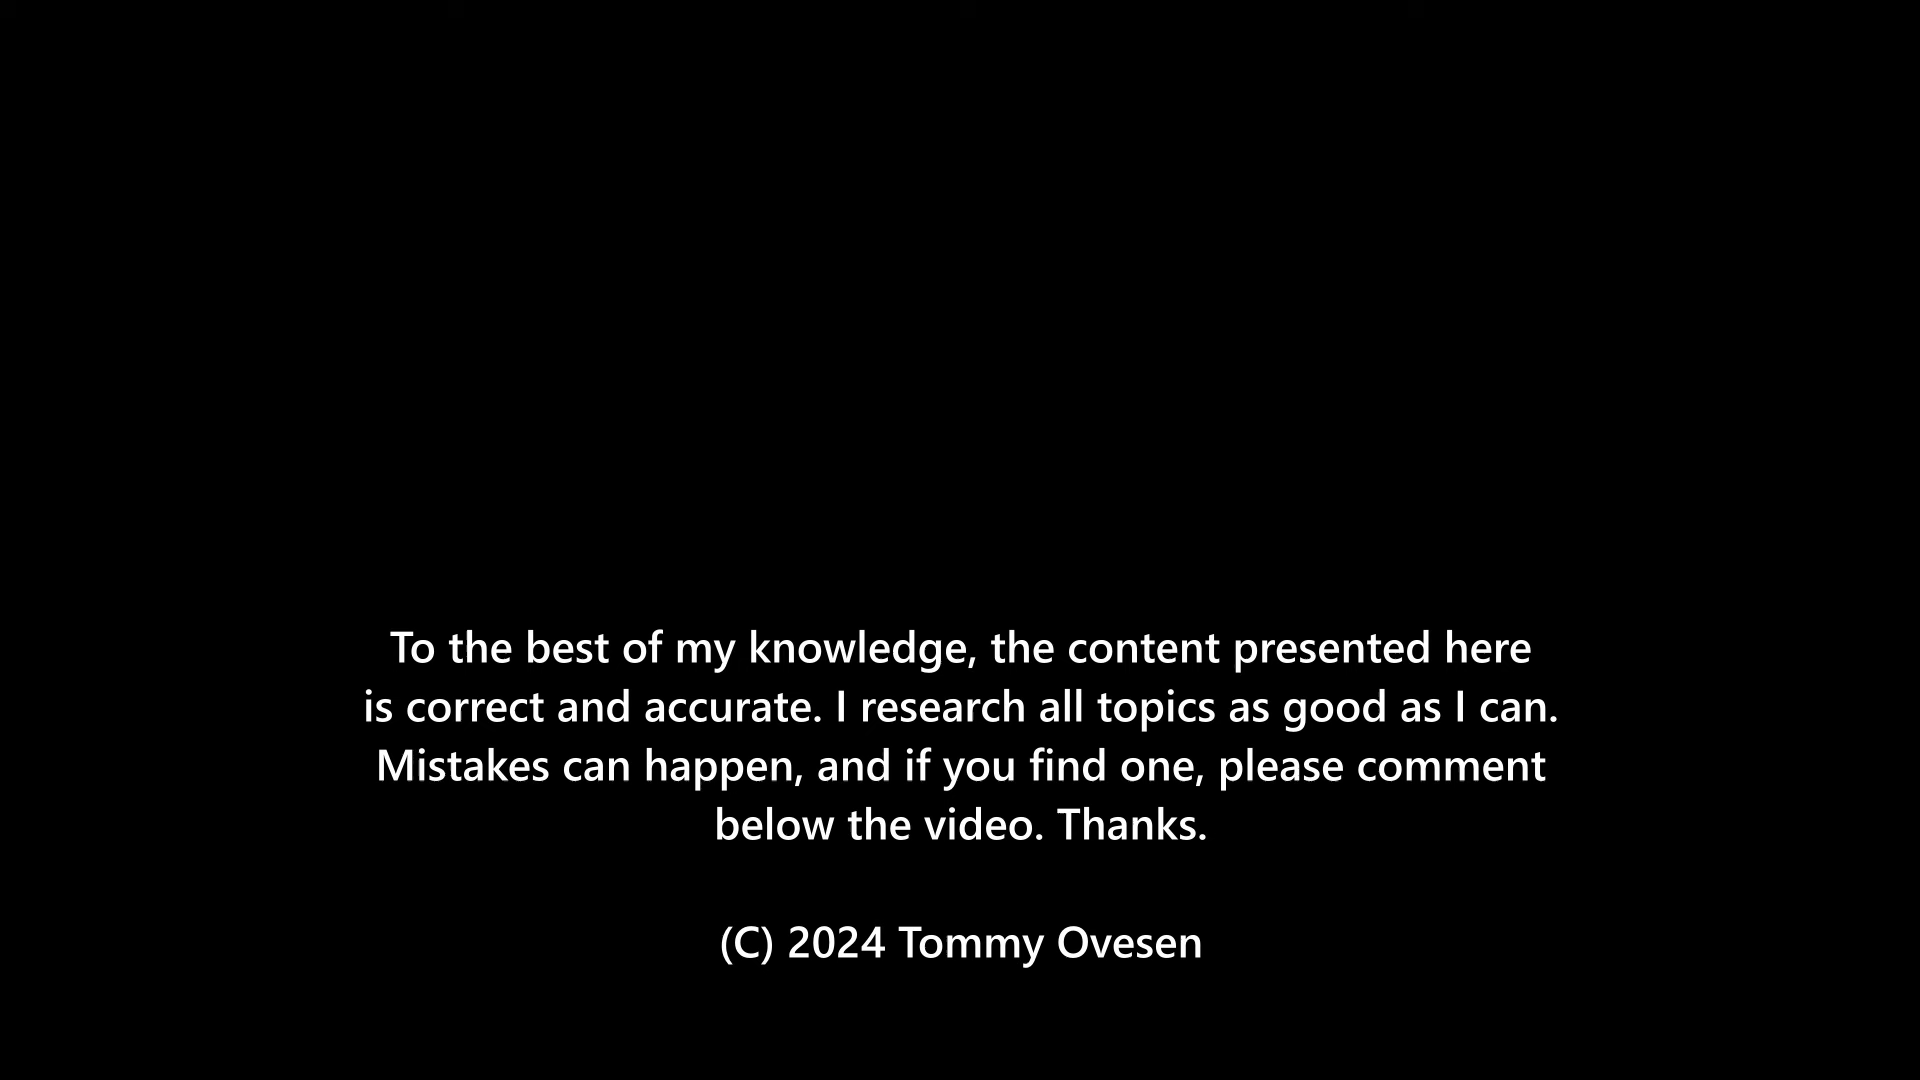 To the best of my knowledge, the content presented here
is correct and accurate. I research all topics as good as I can.
Mistakes can happen, and if you find one, please comment
below the video. Thanks.
(C) 2024 Tommy Ovesen